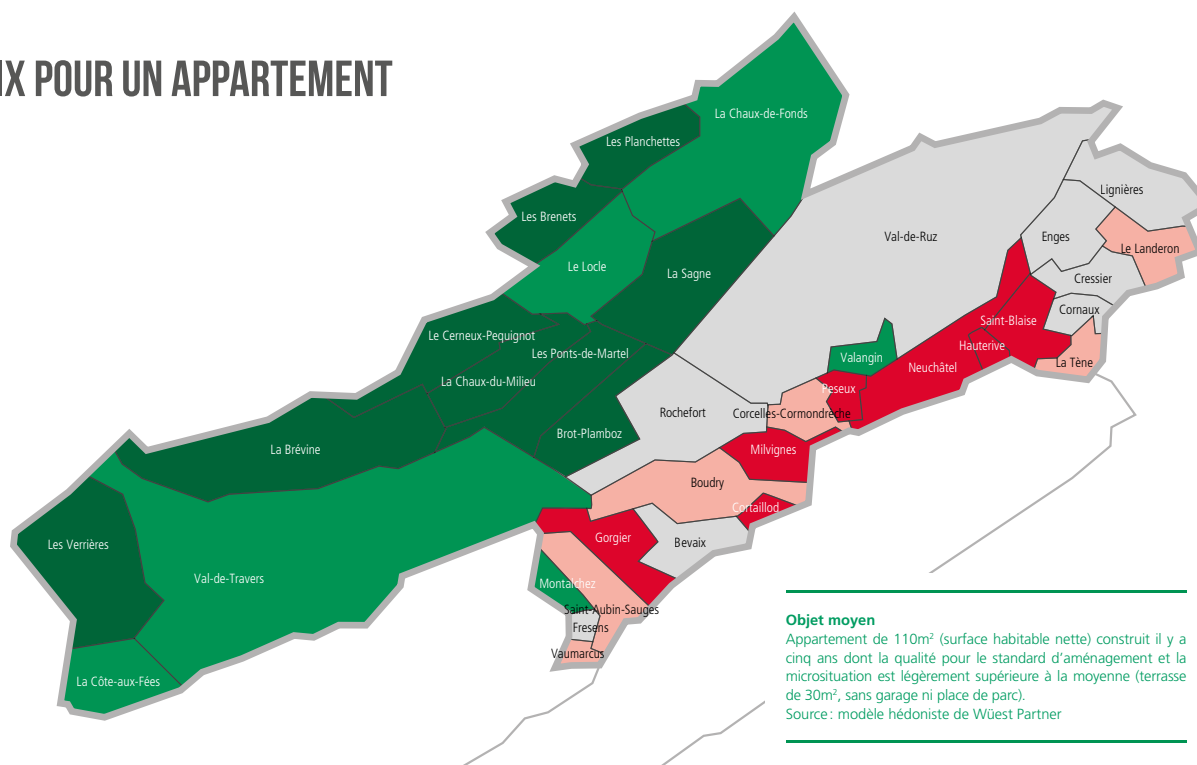 IX POUR UN APPARTEMENT
La Chaux-de-Fonds
Les Planchettes
Les Brenets
Le Locle
La Sagne
Val-de-Ruz
Lignières
Enges
Le Landeron
Cressier
Cornaux
Saint-Blaise
Hauterive
La Tène
Neuchâtel
Valangin
Peseux
Corcelles-Cormondrèche
Rochefort
Le Cerneux-Pequignot
Les Ponts-de-Martel
La Chaux-du-Milieu
Brot-Plamboz
La Brévine
Milvignes
Boudry
Cortaillod
Gorgier
Bevaix
Les Verrières
Val-de-Travers
Montalchez
Saint-Aubin-Sauges
Fresens
Vaumarcus
La Côte-aux-Fées
Objet moyen
Appartement de 110m² (surface habitable nette) construit il y a
cinq ans dont la qualité pour le standard d'aménagement et la
microsituation est légèrement supérieure à la moyenne (terrasse
de 30m², sans garage ni place de parc).
Source : modèle hédoniste de Wüest Partner